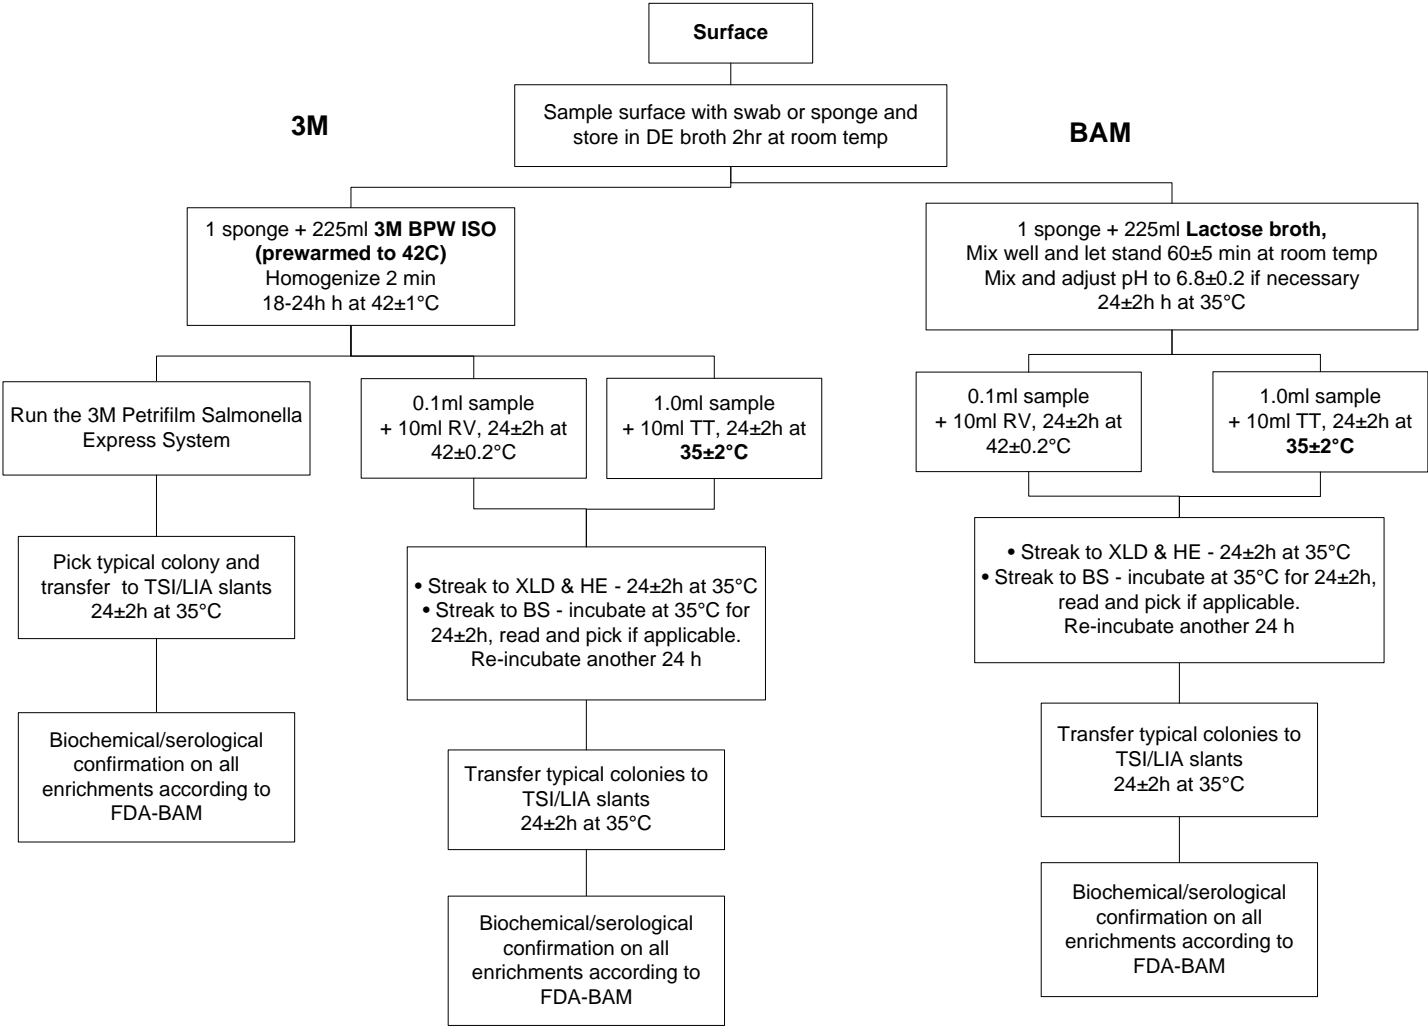 Surface
Sample surface with swab or sponge and
store in DE broth 2hr at room temp
3M
BAM
1 sponge + 225ml 3M BPW ISO
(prewarmed to 42C)
Homogenize 2 min
18-24h h at 42±1°C
1 sponge + 225ml Lactose broth,
Mix well and let stand 60±5 min at room temp
Mix and adjust pH to 6.8±0.2 if necessary
24±2h h at 35°C
Run the 3M Petrifilm Salmonella
Express System
0.1ml sample
+ 10ml RV, 24±2h at
42±0.2°C
1.0ml sample
+ 10ml TT, 24±2h at
35±2°C
0.1ml sample
+ 10ml RV, 24±2h at
42±0.2°C
1.0ml sample
+ 10ml TT, 24±2h at
35±2°C
Pick typical colony and
transfer to TSI/LIA slants
24±2h at 35°C
• Streak to XLD & HE - 24±2h at 35°C
• Streak to BS - incubate at 35°C for
24±2h, read and pick if applicable.
Re-incubate another 24 h
• Streak to XLD & HE - 24±2h at 35°C
• Streak to BS - incubate at 35°C for 24±2h,
read and pick if applicable.
Re-incubate another 24 h
Biochemical/serological
confirmation on all
enrichments according to
FDA-BAM
Transfer typical colonies to
TSI/LIA slants
24±2h at 35°C
Transfer typical colonies to
TSI/LIA slants
24±2h at 35°C
Biochemical/serological
confirmation on all
enrichments according to
FDA-BAM
Biochemical/serological
confirmation on all
enrichments according to
FDA-BAM